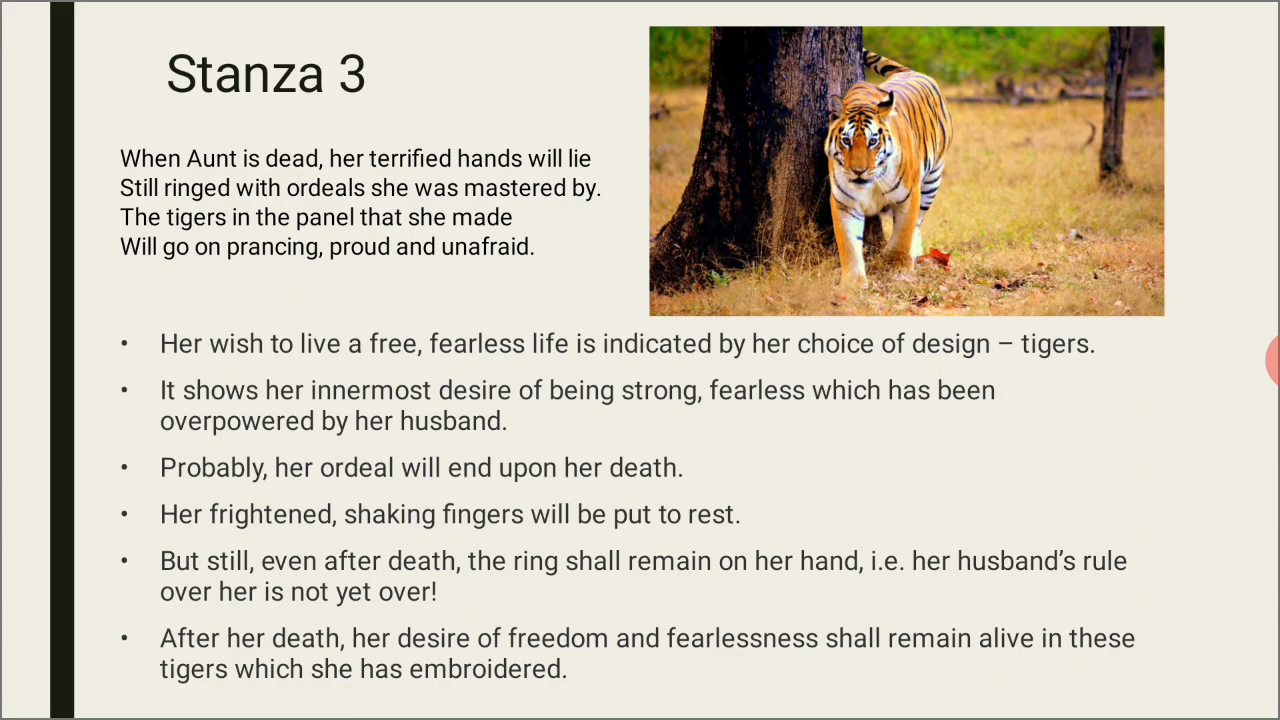 Stanza 3
When Aunt is dead, her terrified hands will lie
Still ringed with ordeals she was mastered by.
The tigers in the panel that she made
Will go on prancing, proud and unafraid.
• Her wish to live a free, fearless life is indicated by her choice of design – tigers.
• It shows her innermost desire of being strong, fearless which has been
overpowered by her husband.
• Probably, her ordeal will end upon her death.
• Her frightened, shaking fingers will be put to rest.
• But still, even after death, the ring shall remain on her hand, i.e. her husband’s rule
over her is not yet over!
• After her death, her desire of freedom and fearlessness shall remain alive in these
tigers which she has embroidered.